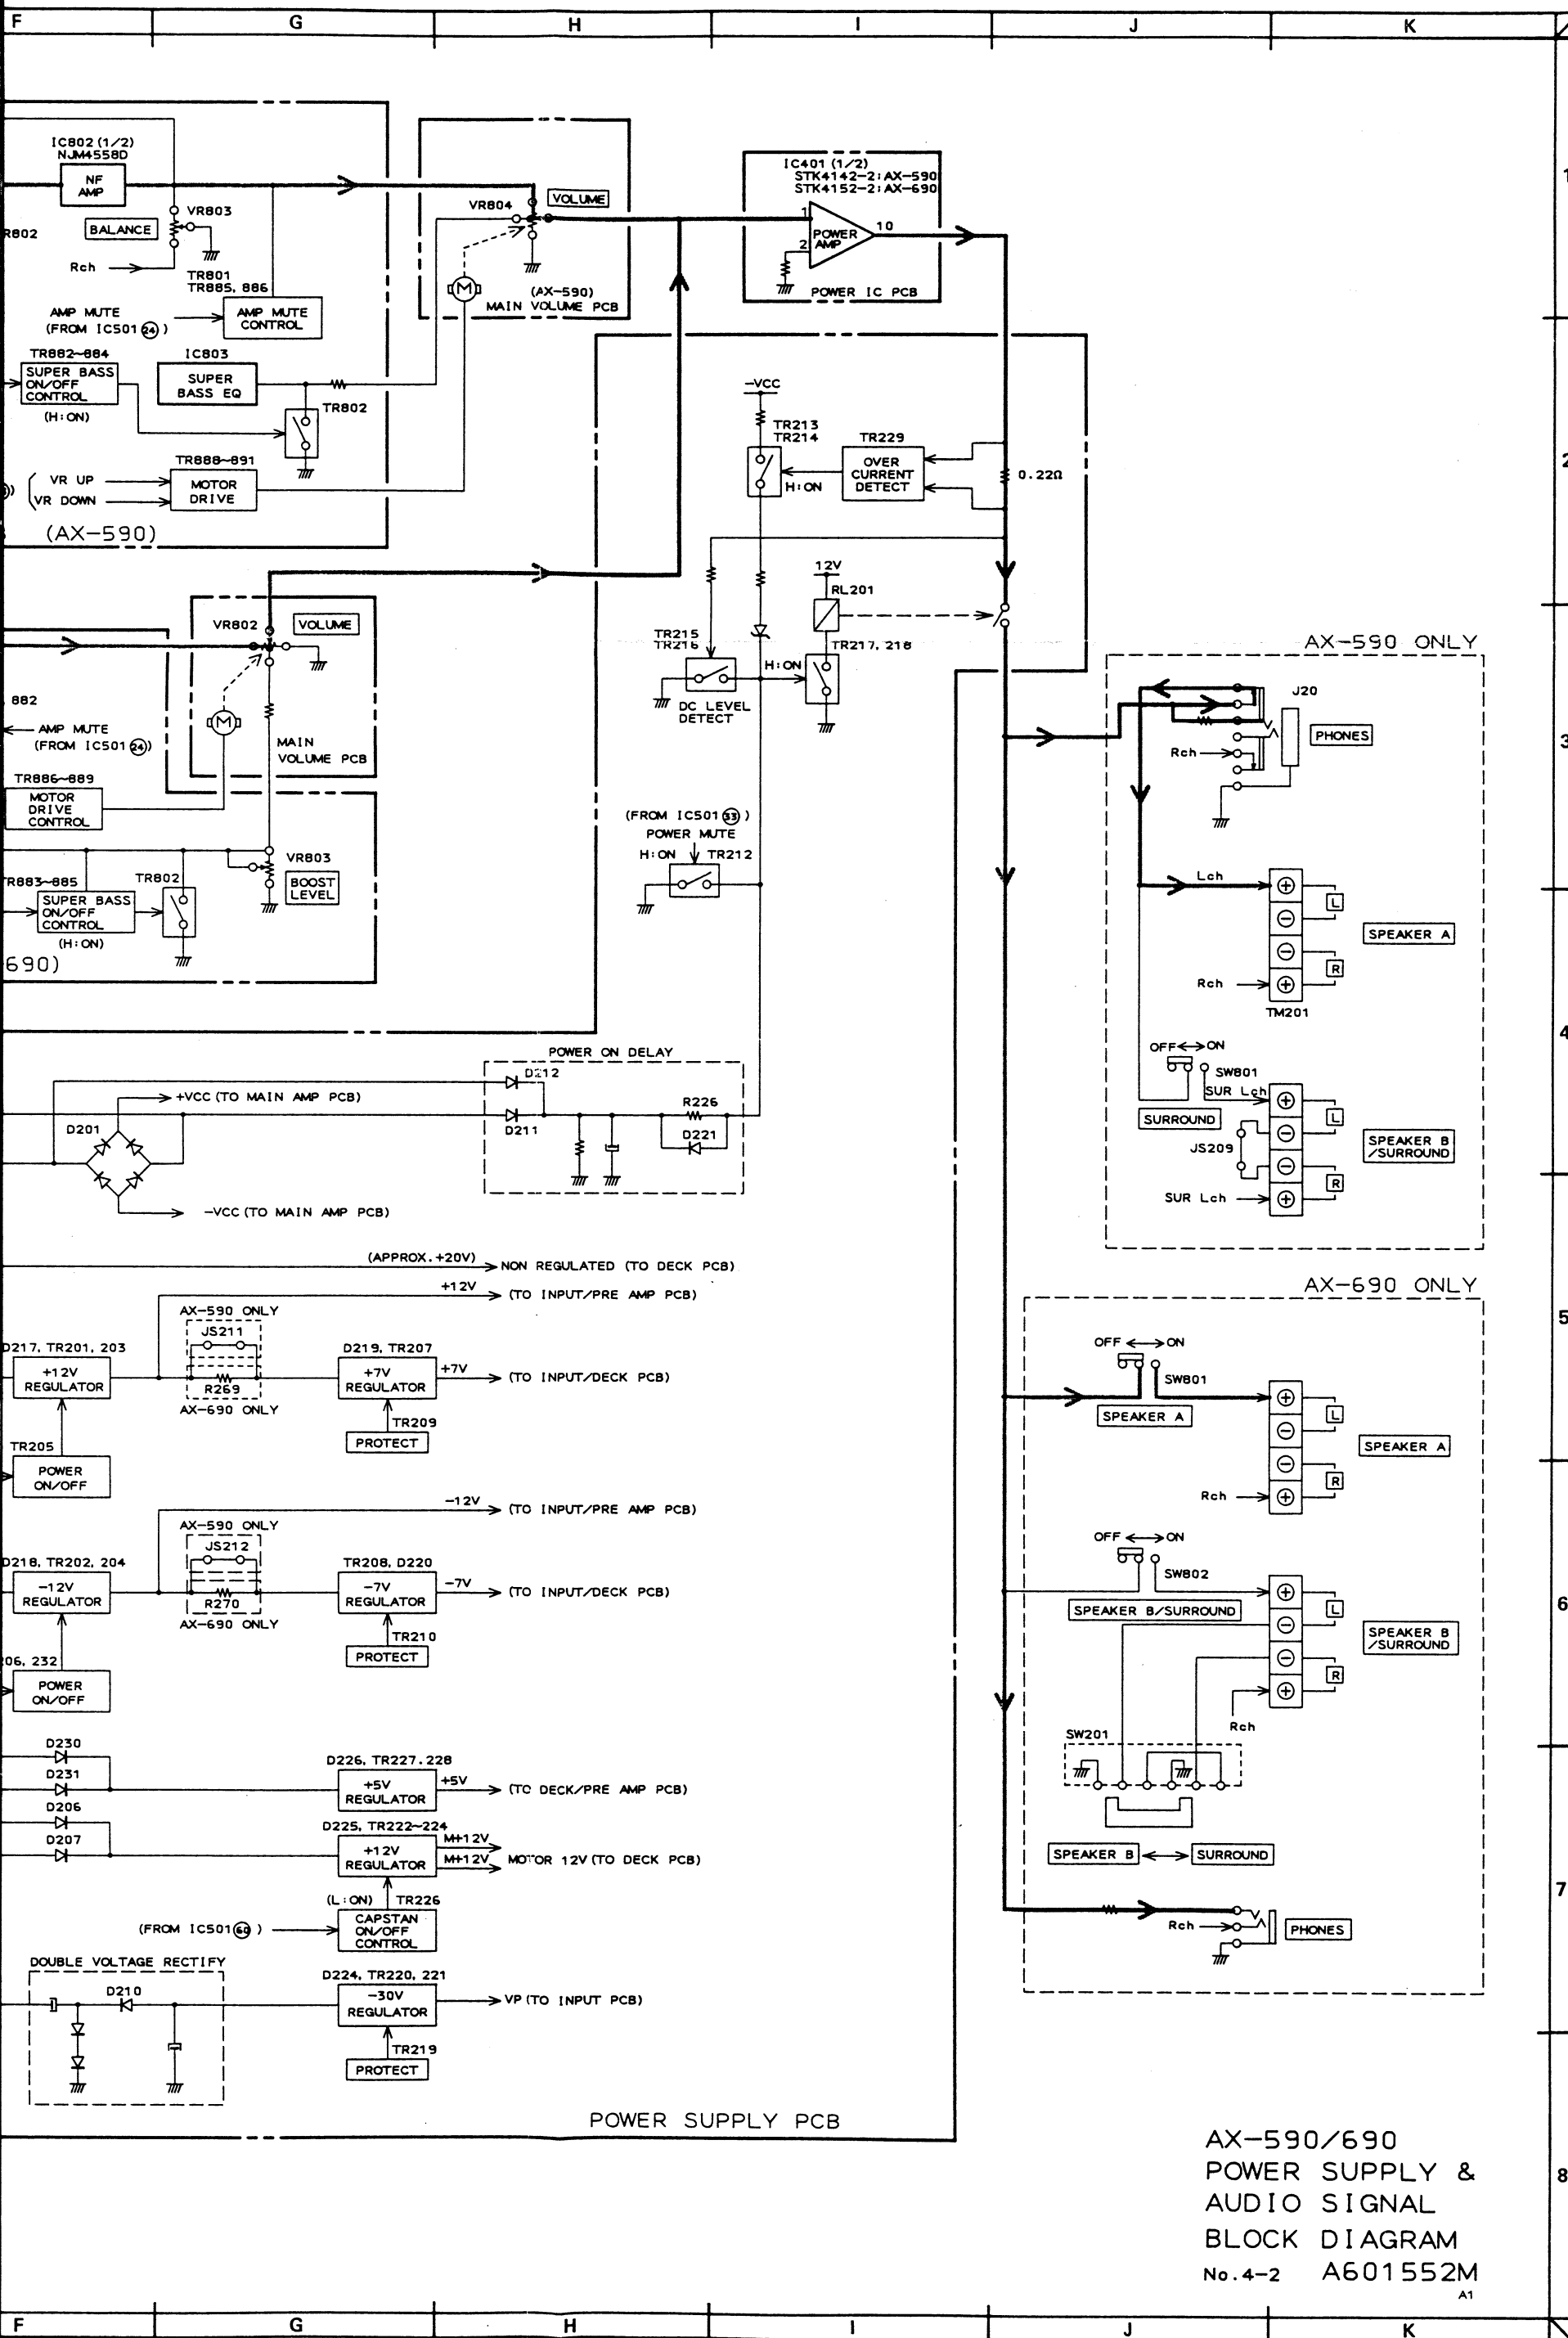 F G H I J K
1
IC802 (1/2)
NJM4558D
NF
AMP
VR803
BALANCE
R802
Rch
TR801
TR885, 886
AMP MUTE
(FROM IC501 24 )
AMP MUTE
CONTROL
VR804
VOLUME
M
(AX-590)
MAIN VOLUME PCB
IC401 (1/2)
STK4142-2:AX-590
STK4152-2:AX-690
1
2
POWER
AMP
10
POWER IC PCB
TR882~884
SUPER BASS
ON/OFF
CONTROL
(H:ON)
IC803
SUPER
BASS EQ
TR802
TR888~891
VR UP
VR DOWN
MOTOR
DRIVE
(AX-590)
2
-VCC
TR213
TR214
H:ON
TR229
OVER
CURRENT
DETECT
0.22Ω
12V
RL201
TR215
TR216
DC LEVEL
DETECT
H:ON
TR217, 218
VR802
VOLUME
M
MAIN
VOLUME PCB
882
AMP MUTE
(FROM IC501 24)
TR886~889
MOTOR
DRIVE
CONTROL
VR803
BOOST
LEVEL
R883~885
SUPER BASS
ON/OFF
CONTROL
(H:ON)
TR802
690)
(FROM IC501 33 )
POWER MUTE
H:ON
TR212
AX-590 ONLY
J20
PHONES
Rch
3
Lch
+
-
-
+
L
R
SPEAKER A
Rch
TM201
4
OFF↔ON
SW801
SUR Lch
SURROUND
JS209
+
-
-
+
L
R
SPEAKER B
/SURROUND
SUR Lch
POWER ON DELAY
D212
D211
R226
D221
+VCC (TO MAIN AMP PCB)
D201
-VCC (TO MAIN AMP PCB)
(APPROX.+20V)
NON REGULATED (TO DECK PCB)
+12V
(TO INPUT/PRE AMP PCB)
AX-590 ONLY
JS211
R269
AX-690 ONLY
D217, TR201, 203
+12V
REGULATOR
D219, TR207
+7V
REGULATOR
+7V
(TO INPUT/DECK PCB)
TR209
PROTECT
TR205
POWER
ON/OFF
-12V
(TO INPUT/PRE AMP PCB)
AX-590 ONLY
JS212
R270
AX-690 ONLY
D218, TR202, 204
-12V
REGULATOR
TR208, D220
-7V
REGULATOR
-7V
(TO INPUT/DECK PCB)
TR210
PROTECT
06, 232
POWER
ON/OFF
AX-690 ONLY
5
OFF ↔ ON
SW801
SPEAKER A
+
-
-
+
L
R
SPEAKER A
Rch
OFF ↔ ON
SW802
SPEAKER B/SURROUND
6
+
-
-
+
L
R
SPEAKER B
/SURROUND
Rch
SW201
SPEAKER B ↔ SURROUND
7
Rch
PHONES
D230
D231
D206
D207
D226, TR227.228
+5V
REGULATOR
+5V
(TO DECK/PRE AMP PCB)
D225, TR222~224
+12V
REGULATOR
M+12V
M+12V
MOTOR 12V (TO DECK PCB)
(L:ON)
TR226
(FROM IC501 60 )
CAPSTAN
ON/OFF
CONTROL
DOUBLE VOLTAGE RECTIFY
D210
D224, TR220, 221
-30V
REGULATOR
VP (TO INPUT PCB)
TR219
PROTECT
POWER SUPPLY PCB
8
AX-590/690
POWER SUPPLY &
AUDIO SIGNAL
BLOCK DIAGRAM
No.4-2 A601552M
A1
F G H I J K